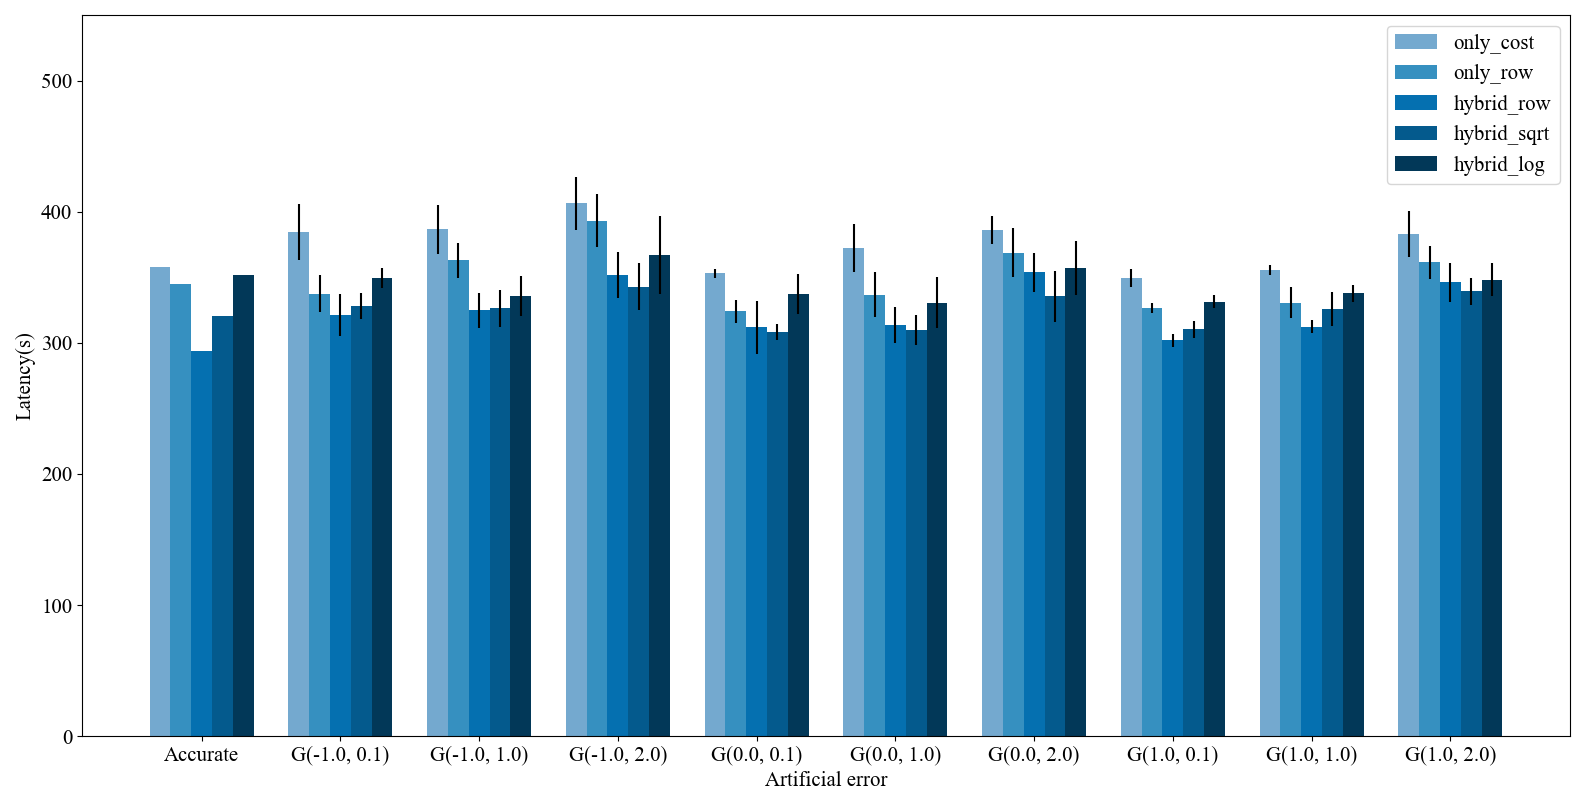 only_cost
only_row
hybrid_row
hybrid_sqrt
hybrid_log
500
400
300
200
100
0
Latency(s)
Accurate G(-1.0, 0.1) G(-1.0, 1.0) G(-1.0, 2.0) G(0.0, 0.1) G(0.0, 1.0) G(0.0, 2.0) G(1.0, 0.1) G(1.0, 1.0) G(1.0, 2.0)
Artificial error